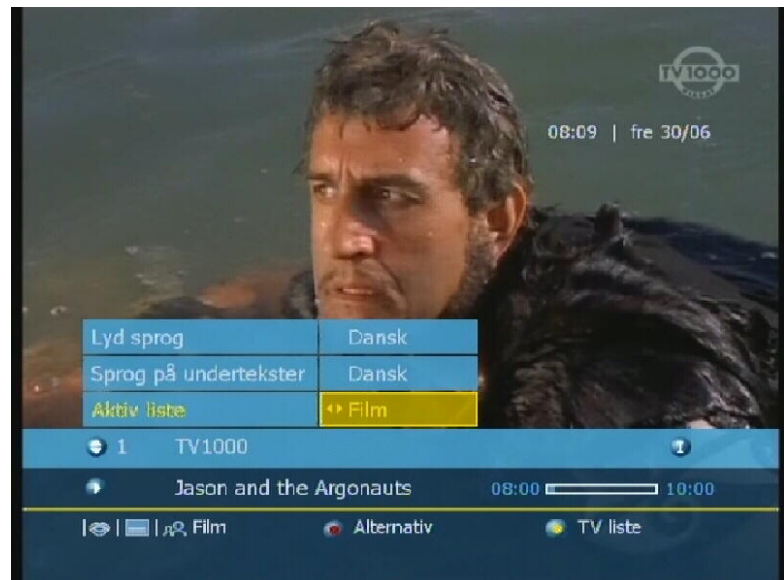 TV1000
VIASAT
08:09 | fre 30/06
Lyd sprog Dansk
Sprog på undertekster Dansk
Aktiv liste Film
1 TV1000
Jason and the Argonauts 08:00 10:00
Film Alternativ TV liste